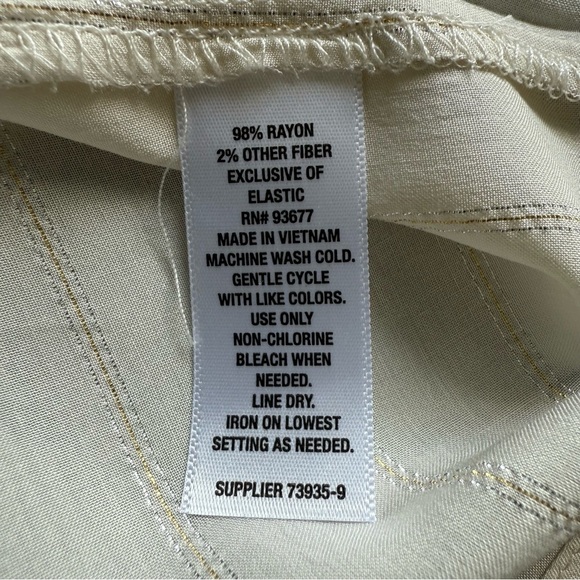 98% RAYON
2% OTHER FIBER
EXCLUSIVE OF
ELASTIC
RN# 93677
MADE IN VIETNAM
MACHINE WASH COLD.
GENTLE CYCLE
WITH LIKE COLORS.
USE ONLY
NON-CHLORINE
BLEACH WHEN
NEEDED.
LINE DRY.
IRON ON LOWEST
SETTING AS NEEDED.
SUPPLIER 73935-9